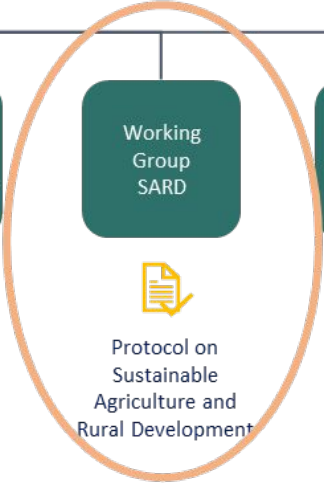 Working
Group
SARD
Protocol on
Sustainable
Agriculture and
Rural Development